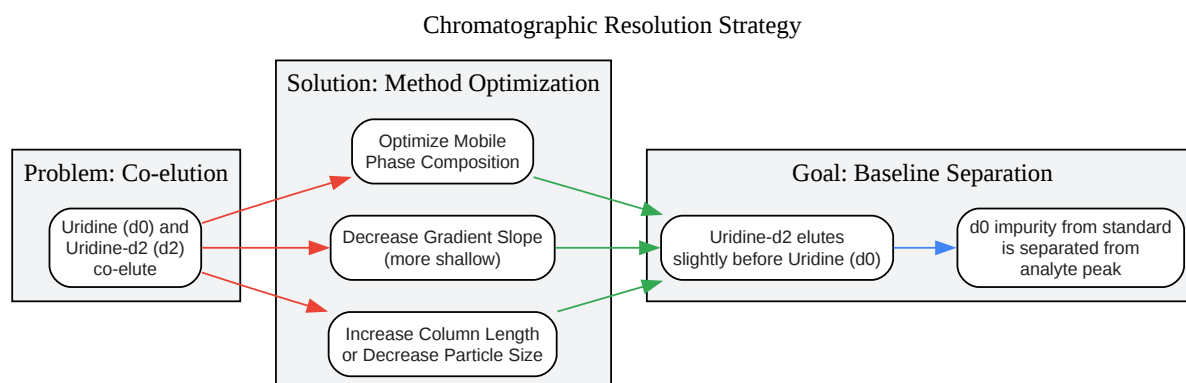 Chromatographic Resolution Strategy
Problem: Co-elution
Uridine (d0) and
Uridine-d2 (d2)
co-elute
Solution: Method Optimization
Optimize Mobile
Phase Composition
Decrease Gradient Slope
(more shallow)
Increase Column Length
or Decrease Particle Size
Goal: Baseline Separation
Uridine-d2 elutes
slightly before Uridine (d0)
d0 impurity from standard
is separated from
analyte peak